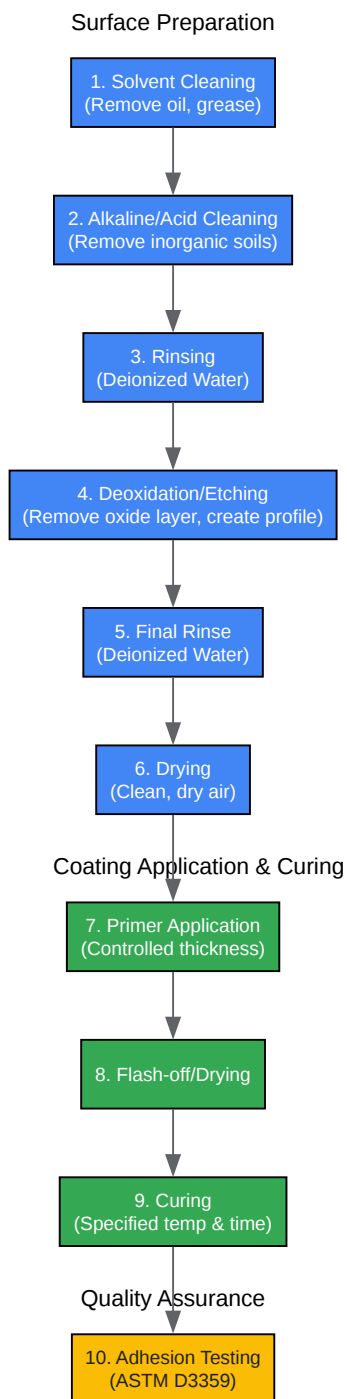 Surface Preparation
1. Solvent Cleaning
(Remove oil, grease)
2. Alkaline/Acid Cleaning
(Remove inorganic soils)
3. Rinsing
(Deionized Water)
4. Deoxidation/Etching
(Remove oxide layer, create profile)
5. Final Rinse
(Deionized Water)
6. Drying
(Clean, dry air)
Coating Application & Curing
7. Primer Application
(Controlled thickness)
8. Flash-off/Drying
9. Curing
(Specified temp & time)
Quality Assurance
10. Adhesion Testing
(ASTM D3359)